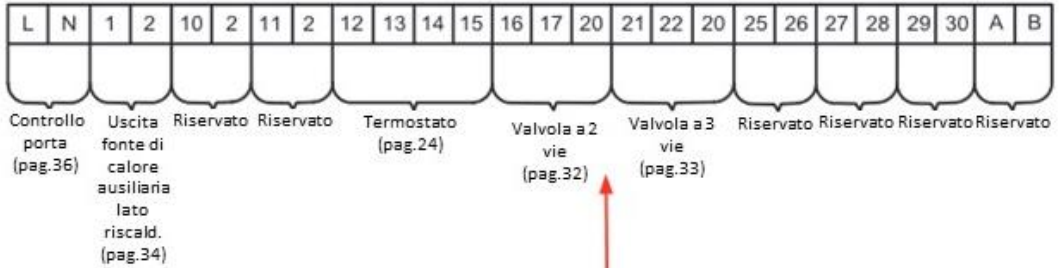 L N 1 2 10 2 11 2 12 13 14 15 16 17 20 21 22 20 25 26 27 28 29 30 A B
Controllo
porta
(pag.36)
Uscita
fonte di
calore
ausiliaria
lato
riscald.
(pag.34)
Riservato
Riservato
Termostato
(pag.24)
Valvola a 2
vie
(pag.32)
Valvola a 3
vie
(pag.33)
Riservato
Riservato
Riservato
Riservato